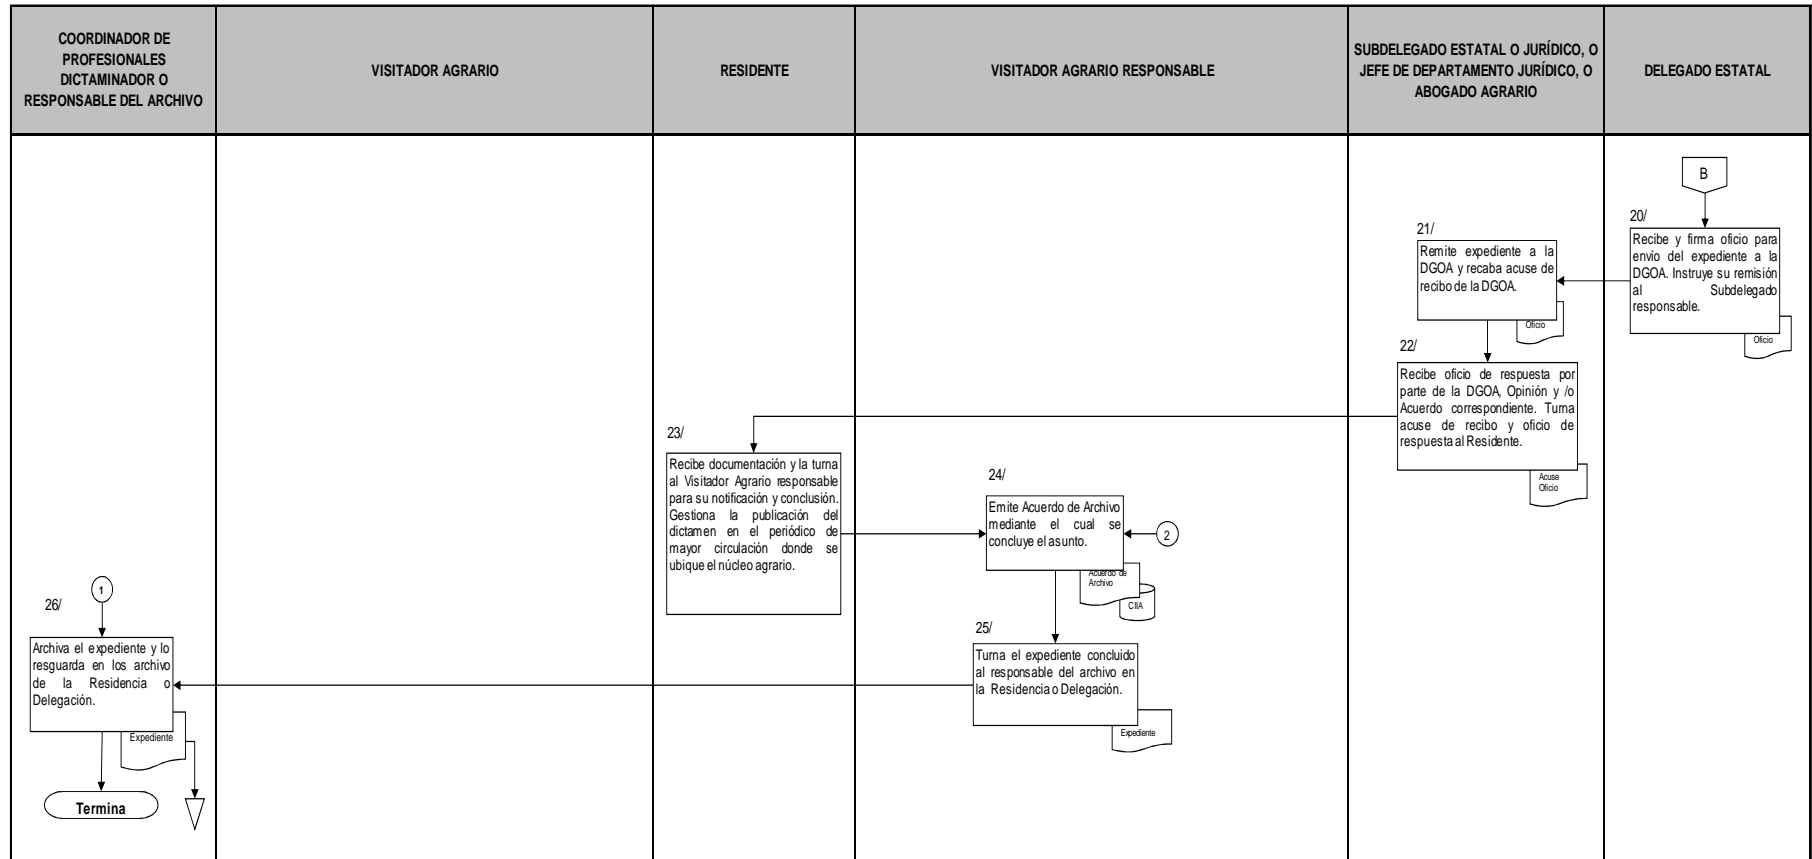 COORDINADOR DE
PROFESIONALES
DICTAMINADOR O
RESPONSABLE DEL ARCHIVO
VISITADOR AGRARIO
RESIDENTE
VISITADOR AGRARIO RESPONSABLE
SUBDELEGADO ESTATAL O JURÍDICO, O
JEFE DE DEPARTAMENTO JURÍDICO, O
ABOGADO AGRARIO
DELEGADO ESTATAL
B
20/
Recibe y firma oficio para
envío del expediente a la
DGOA. Instruye su remisión
al Subdelegado
responsable.
Oficio
21/
Remite expediente a la
DGOA y recaba acuse de
recibo de la DGOA.
Oficio
22/
Recibe oficio de respuesta por
parte de la DGOA, Opinión y /o
Acuerdo correspondiente. Turna
acuse de recibo y oficio de
respuesta al Residente.
Acuse
Oficio
23/
Recibe documentación y la turna
al Visitador Agrario responsable
para su notificación y conclusión.
Gestiona la publicación del
dictamen en el periódico de
mayor circulación donde se
ubique el núcleo agrario.
24/
Emite Acuerdo de Archivo
mediante el cual se
concluye el asunto.
2
Acuerdo de
Archivo
CIIA
25/
Turna el expediente concluido
al responsable del archivo en
la Residencia o Delegación.
Expediente
1
26/
Archiva el expediente y lo
resguarda en los archivo
de la Residencia o
Delegación.
Expediente
Termina